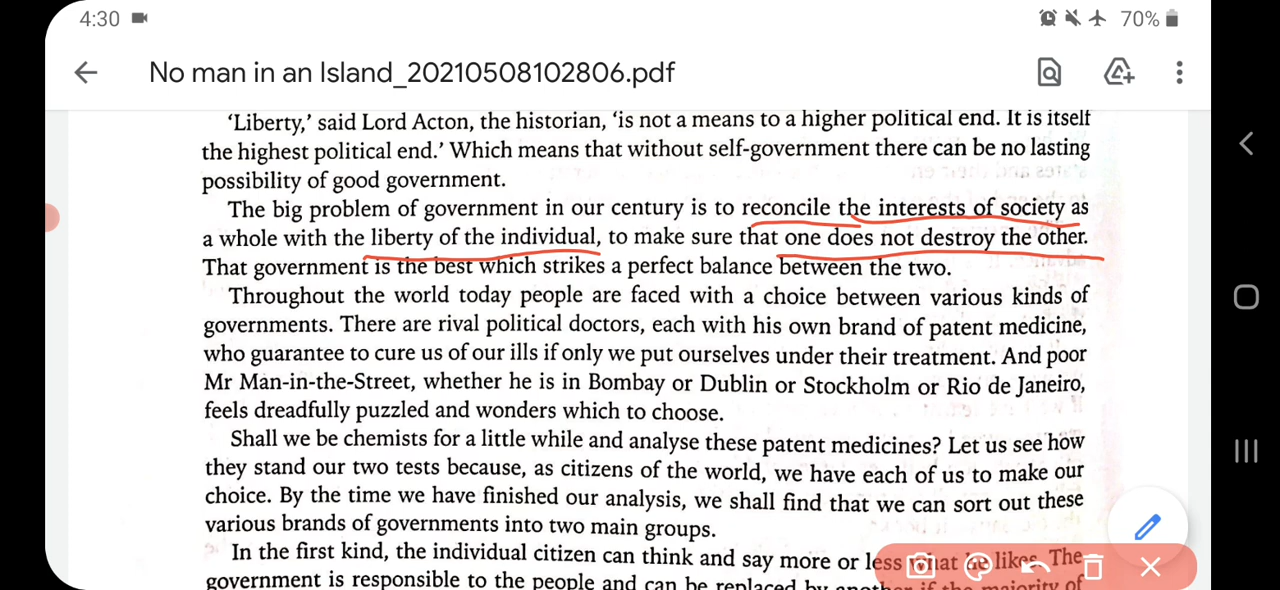 4:30
70%
No man in an Island_20210508102806.pdf
‘Liberty,’ said Lord Acton, the historian, ‘is not a means to a higher political end. It is itself
the highest political end.’ Which means that without self-government there can be no lasting
possibility of good government.
The big problem of government in our century is to reconcile the interests of society as
a whole with the liberty of the individual, to make sure that one does not destroy the other.
That government is the best which strikes a perfect balance between the two.
Throughout the world today people are faced with a choice between various kinds of
governments. There are rival political doctors, each with his own brand of patent medicine,
who guarantee to cure us of our ills if only we put ourselves under their treatment. And poor
Mr Man-in-the-Street, whether he is in Bombay or Dublin or Stockholm or Rio de Janeiro,
feels dreadfully puzzled and wonders which to choose.
Shall we be chemists for a little while and analyse these patent medicines? Let us see how
they stand our two tests because, as citizens of the world, we have each of us to make our
choice. By the time we have finished our analysis, we shall find that we can sort out these
various brands of governments into two main groups.
In the first kind, the individual citizen can think and say more or less what he likes. The
government is responsible to the people and can be replaced by another if the majority of